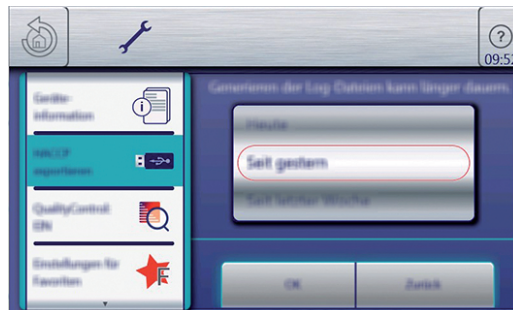 ?
09:52
Generieren der Log Dateien kann länger dauern.
Geräte-
information
HACCP
exportieren
QualityControl:
EIN
Einstellungen für
Favoriten
F
Heute
Seit gestern
Seit letzter Woche
OK
Zurück